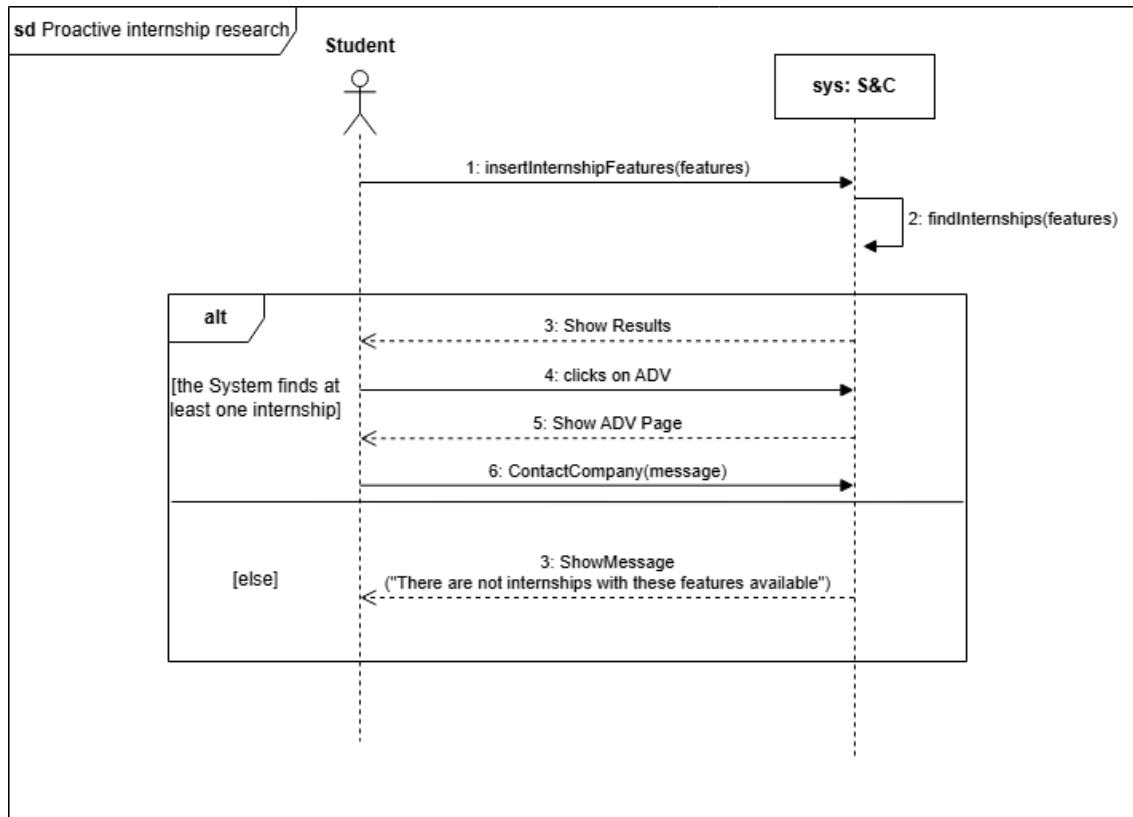 sd Proactive internship research
Student
sys: S&C
1: insertInternshipFeatures(features)
2: findInternships(features)
alt
3: Show Results
[the System finds at
least one internship]
4: clicks on ADV
5: Show ADV Page
6: ContactCompany(message)
[else]
3: ShowMessage
("There are not internships with these features available")